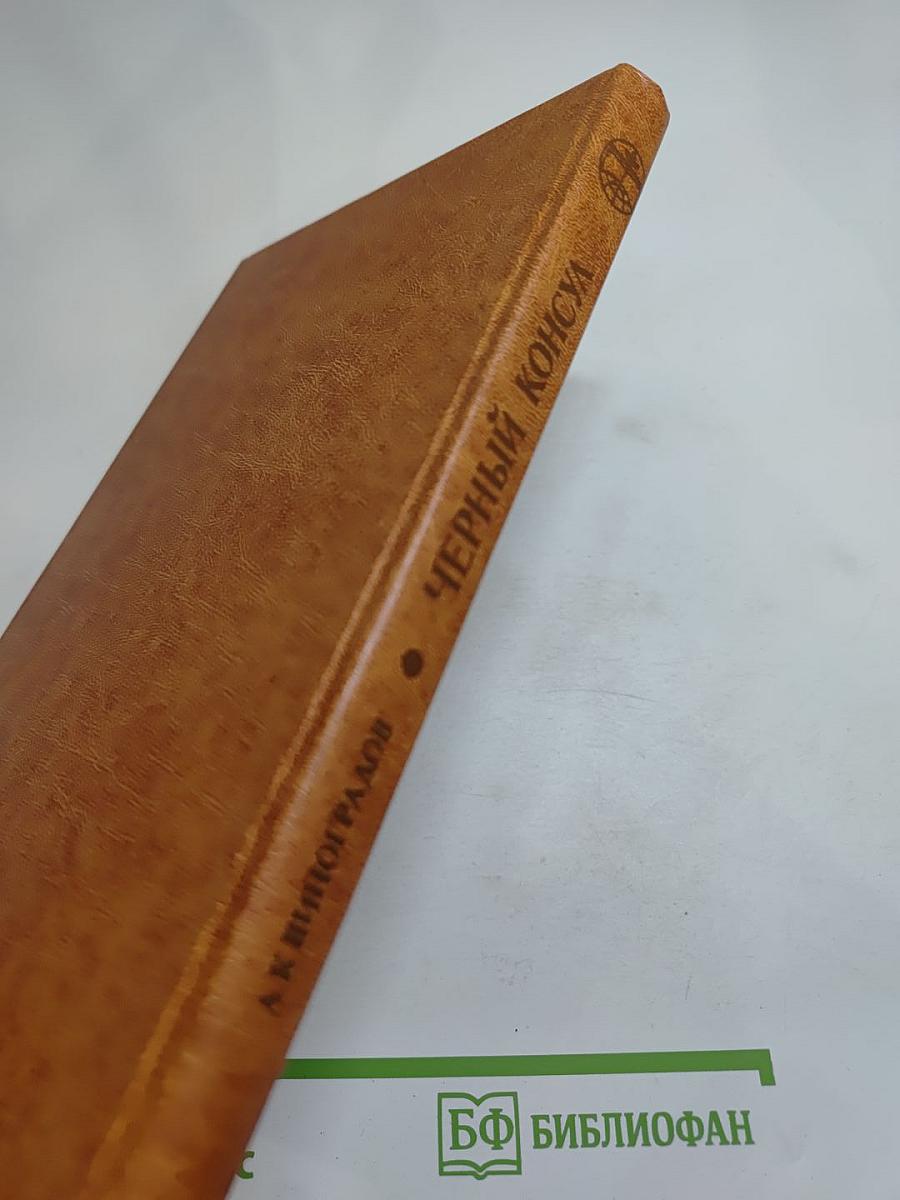 А. К. ВИНОГРАДОВ • ЧЕРНЫЙ КОНСУЛ
БФ БИБЛИОФАН
с